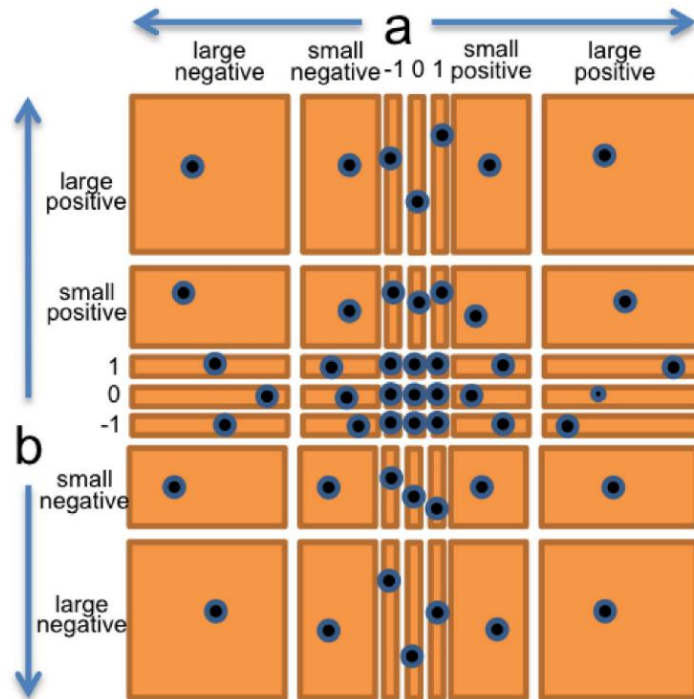 a
large negative
small negative
-1
0
1
small positive
large positive
large positive
small positive
1
0
-1
b
small negative
large negative